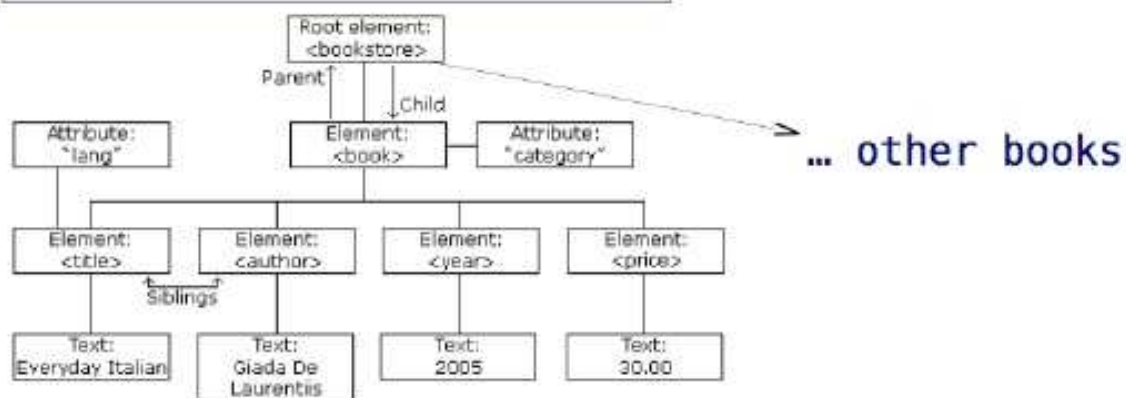 Root element:
<bookstore>
Parent
Child
Attribute:
"lang"
Element:
<book>
Attribute:
"category"
... other books
Element:
<title>
Element:
<author>
Element:
<year>
Element:
<price>
Siblings
Text:
Everyday Italian
Text:
Giada De
Laurentiis
Text:
2005
Text:
30.00